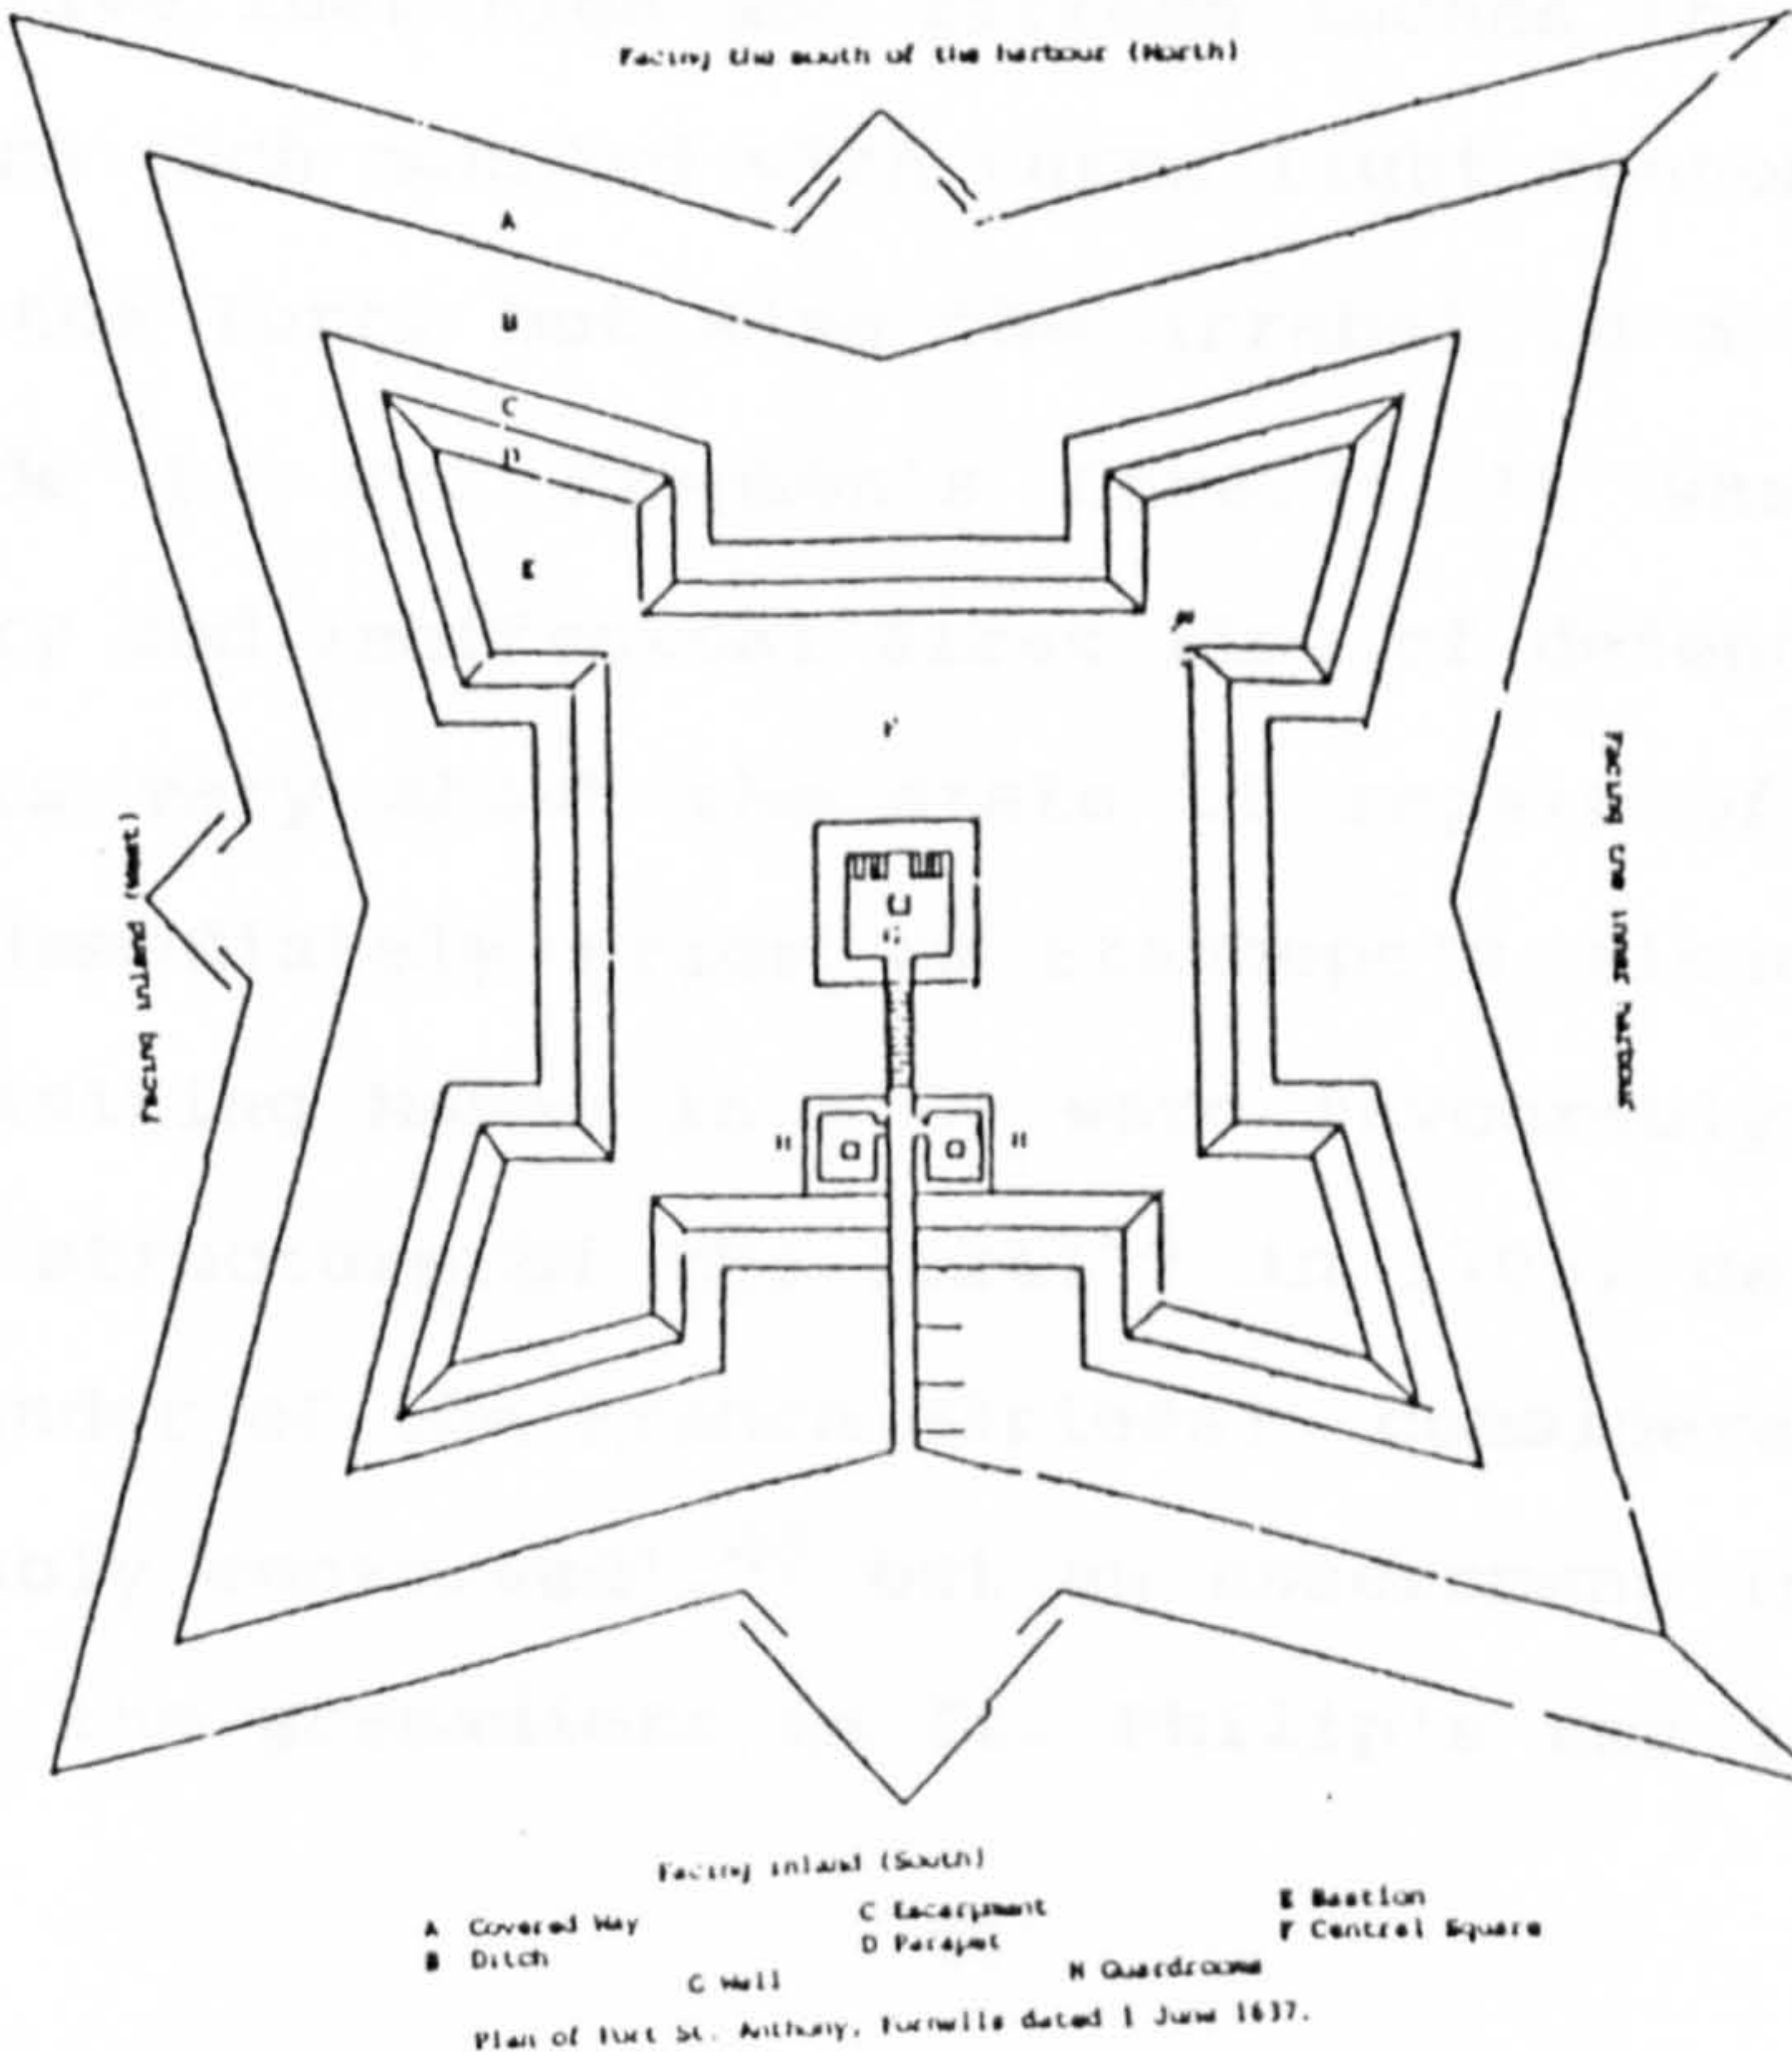 Facing the mouth of the harbour (North)
A
B
C
D
E
F
Facing inland (West)
Facing the inner harbour
G
H H
Facing inland (South)
A Covered Way
B Ditch
C Escarpment
D Parapet
E Bastion
F Central Square
G Well
H Guardrooms
Plan of Fort St. Anthony, Fornells dated 1 June 1637.